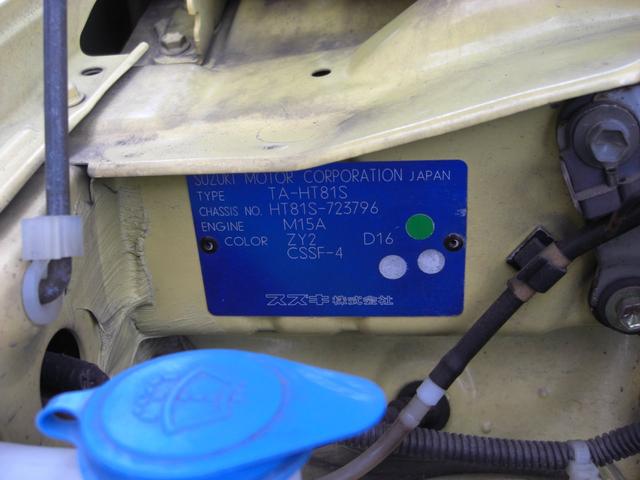 SUZUKI MOTOR CORPORATION JAPAN
TYPE TA-HT81S
CHASSIS NO. HT81S-723796
ENGINE M15A
COLOR ZY2 D16
CSSF-4
スズキ株式会社